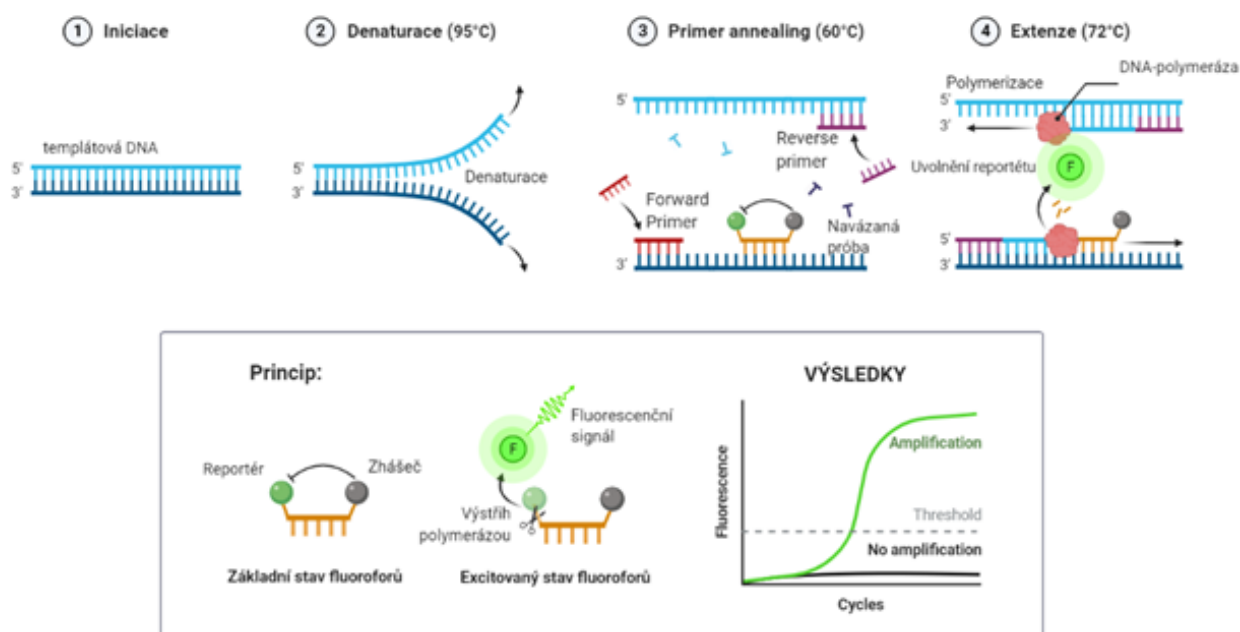 1 Iniciace
2 Denaturace (95°C)
3 Primer annealing (60°C)
4 Extenze (72°C)
templátová DNA
5'
3'
5'
3'
Denaturace
5'
Reverse
primer
Forward
Primer
Navázaná
próba
3'
DNA-polymeráza
Polymerizace
5'
3'
Uvolnění reportétu
F
5'
3'
Princip:
Reportér
Zhášeč
Základní stav fluoroforů
F
Fluorescenční
signál
Výstřih
polymerázou
Excitovaný stav fluoroforů
VÝSLEDKY
Fluorescence
Amplification
Threshold
No amplification
Cycles